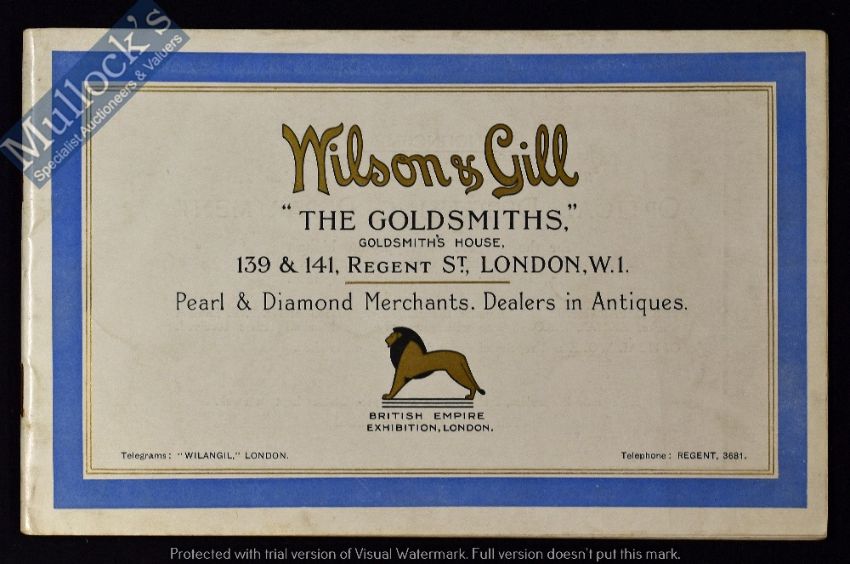 Mullock's
Specialist Auctioneers & Valuers
Wilson & Gill
"THE GOLDSMITHS,"
GOLDSMITH'S HOUSE,
139 & 141, REGENT ST, LONDON, W.1.
Pearl & Diamond Merchants. Dealers in Antiques.
BRITISH EMPIRE
EXHIBITION, LONDON.
Telegrams: "WILANGIL," LONDON.
Telephone: REGENT, 3681.
Protected with trial version of Visual Watermark. Full version doesn't put this mark.